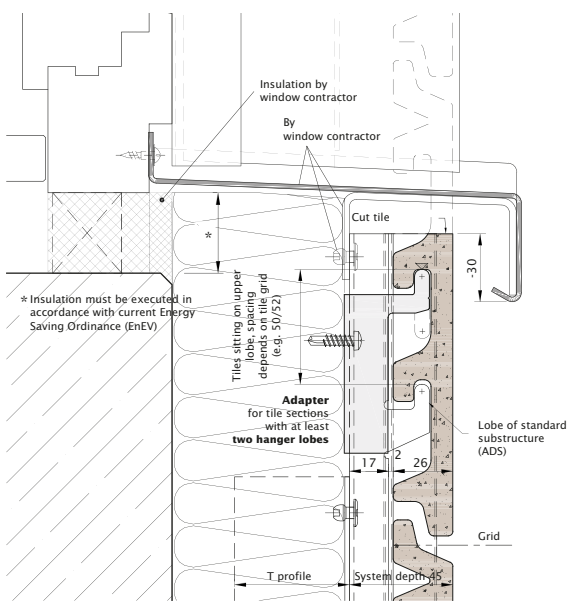 Insulation by
window contractor
By
window contractor
Cut tile
*
-30
* Insulation must be executed in
accordance with current Energy
Saving Ordinance (EnEV)
Tiles sitting on upper
lobe, spacing
depends on tile grid
(e.g. 50/52)
Adapter
for tile sections
with at least
two hanger lobes
Lobe of standard
substructure
(ADS)
17
2
26
Grid
T profile
System depth 45